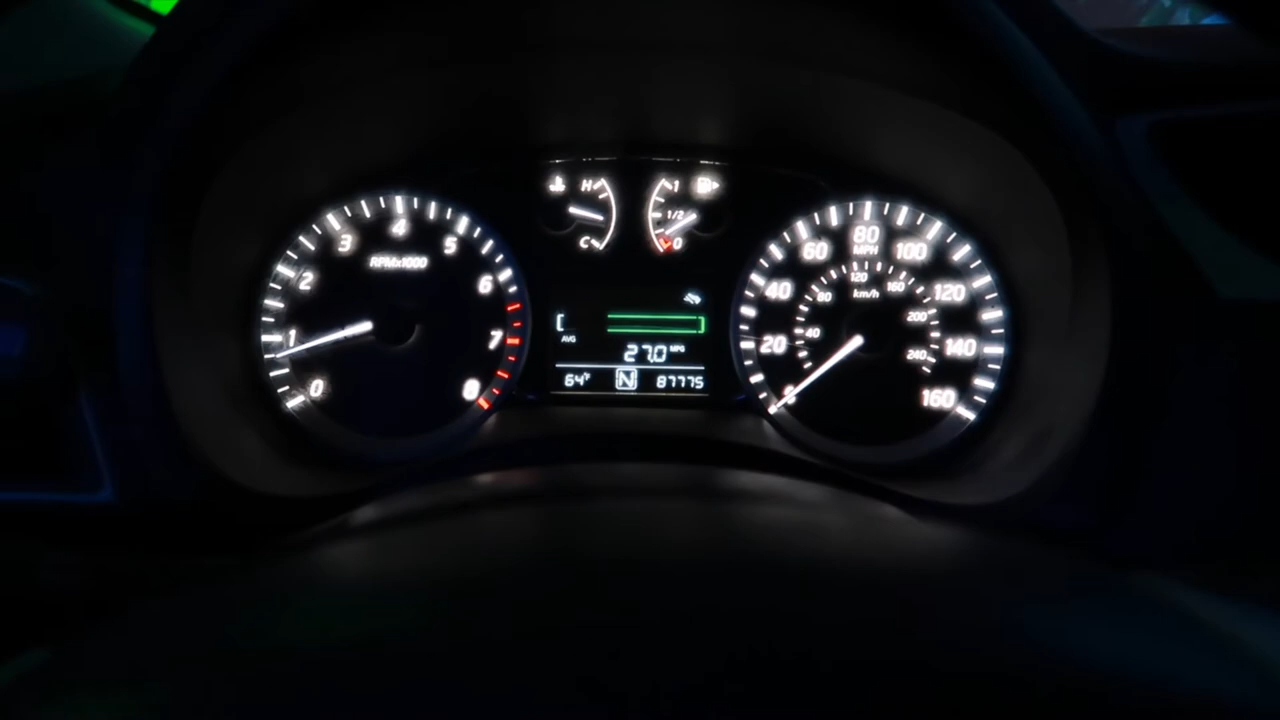 0 1 2 3 4 5 6 7 8
RPMx1000
H
C
1
1/2
0
AVG
27.0 MPG
64°F N 87775
20 40 60 80 100 120 140 160
MPH
40 80 120 160 200 240
km/h